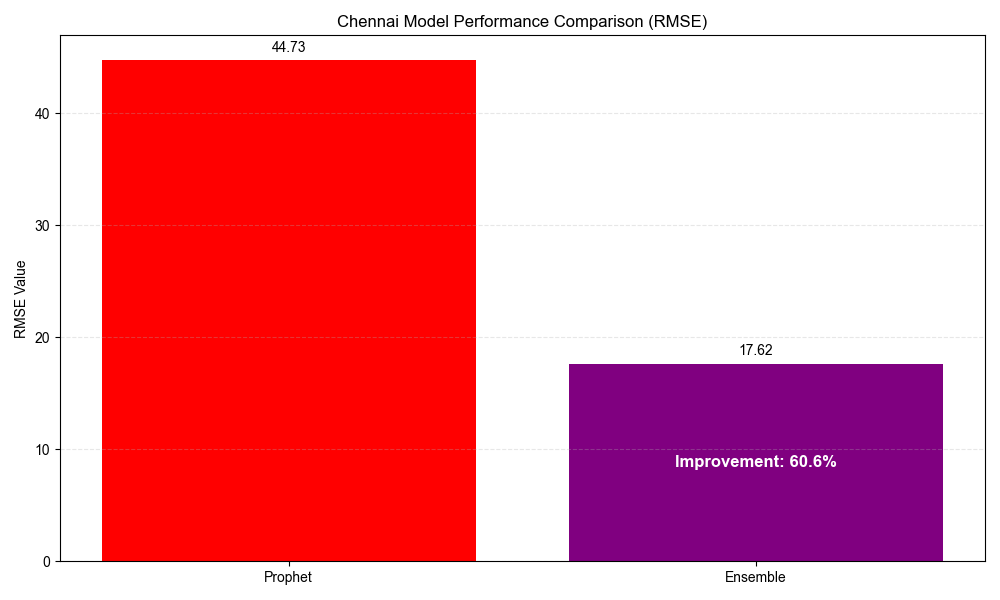 Chennai Model Performance Comparison (RMSE)
44.73
40
30
RMSE Value
20
17.62
10
Improvement: 60.6%
0
Prophet
Ensemble